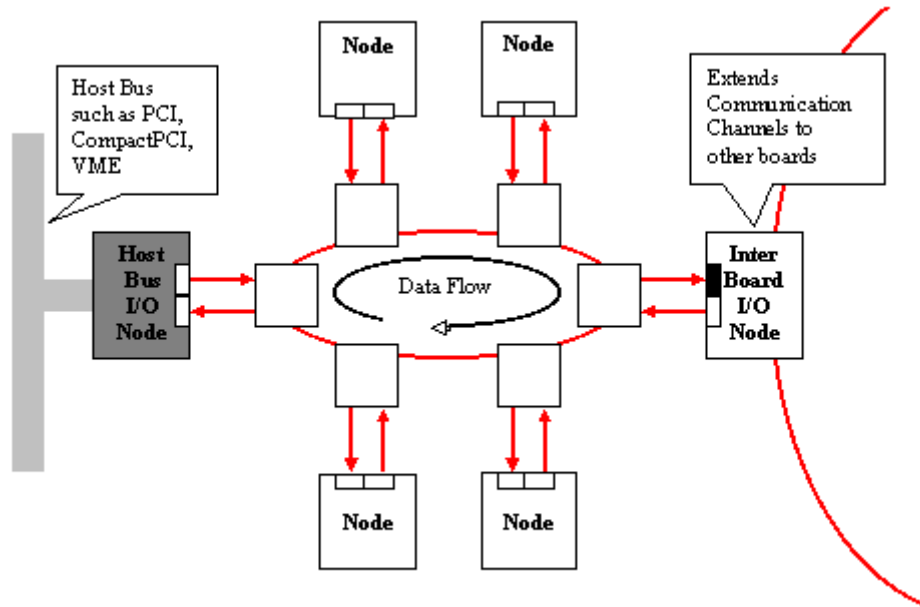 Node
Node
Host Bus
such as PCI,
CompactPCI,
VME
Extends
Communication
Channels to
other boards
Host
Bus
I/O
Node
Data Flow
Inter
Board
I/O
Node
Node
Node